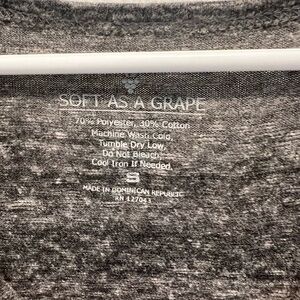 SOFT AS A GRAPE
70% Polyester, 30% Cotton
Machine Wash Cold,
Tumble Dry Low,
Do Not Bleach,
Cool Iron If Needed.
S
MADE IN DOMINICAN REPUBLIC
RN 127043